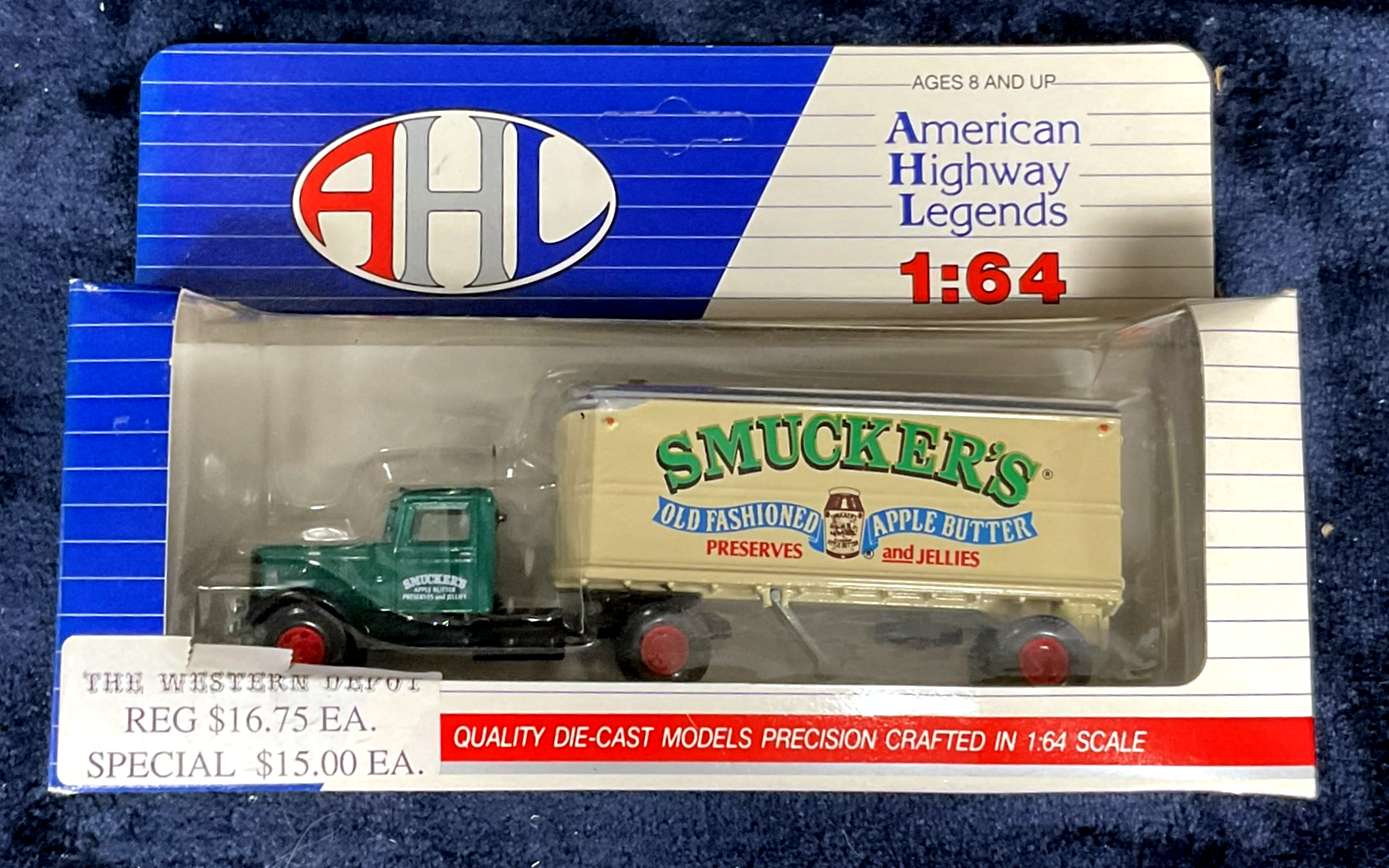 AHL
AGES 8 AND UP
American
Highway
Legends
1:64
SMUCKER'S®
OLD FASHIONED APPLE BUTTER®
PRESERVES and JELLIES
SMUCKER'S
APPLE BUTTER
PRESERVES and JELLIES
THE WESTERN DEPOT
REG $16.75 EA.
SPECIAL $15.00 EA.
QUALITY DIE-CAST MODELS PRECISION CRAFTED IN 1:64 SCALE